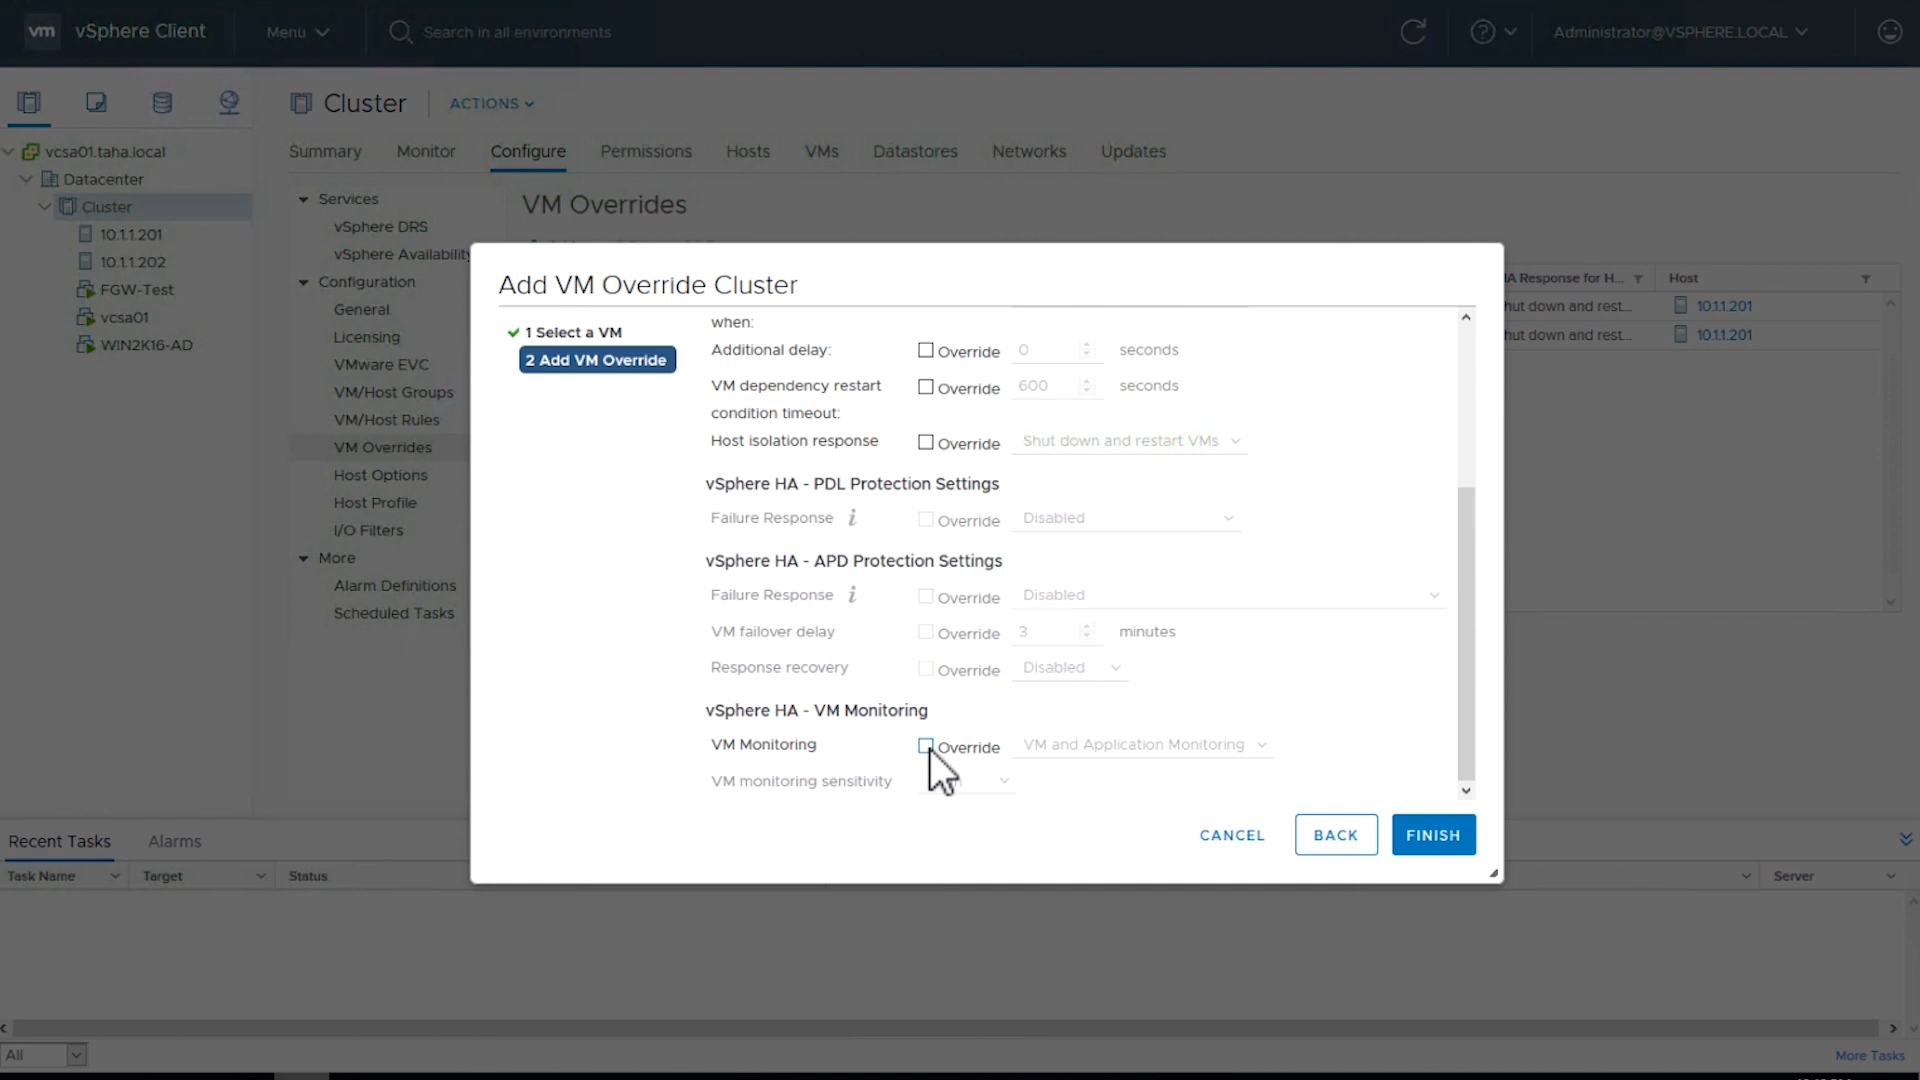 vm vSphere Client Menu Search in all environments Administrator@VSPHERE.LOCAL
Cluster ACTIONS
Summary Monitor Configure Permissions Hosts VMs Datastores Networks Updates
vcsa01.taha.local
Datacenter
Cluster
10.1.1.201
10.1.1.202
FGW-Test
vcsa01
WIN2K16-AD
Services
vSphere DRS
vSphere Availability
Configuration
General
Licensing
VMware EVC
VM/Host Groups
VM/Host Rules
VM Overrides
Host Options
Host Profile
I/O Filters
More
Alarm Definitions
Scheduled Tasks
VM Overrides
Response for H... Host
hut down and rest... 10.1.1.201
hut down and rest... 10.1.1.201
Add VM Override Cluster
1 Select a VM
2 Add VM Override
when:
Additional delay: Override 0 seconds
VM dependency restart Override 600 seconds
condition timeout:
Host isolation response Override Shut down and restart VMs
vSphere HA - PDL Protection Settings
Failure Response i Override Disabled
vSphere HA - APD Protection Settings
Failure Response i Override Disabled
VM failover delay Override 3 minutes
Response recovery Override Disabled
vSphere HA - VM Monitoring
VM Monitoring Override VM and Application Monitoring
VM monitoring sensitivity
CANCEL BACK FINISH
Recent Tasks Alarms
Task Name Target Status Server
All More Tasks